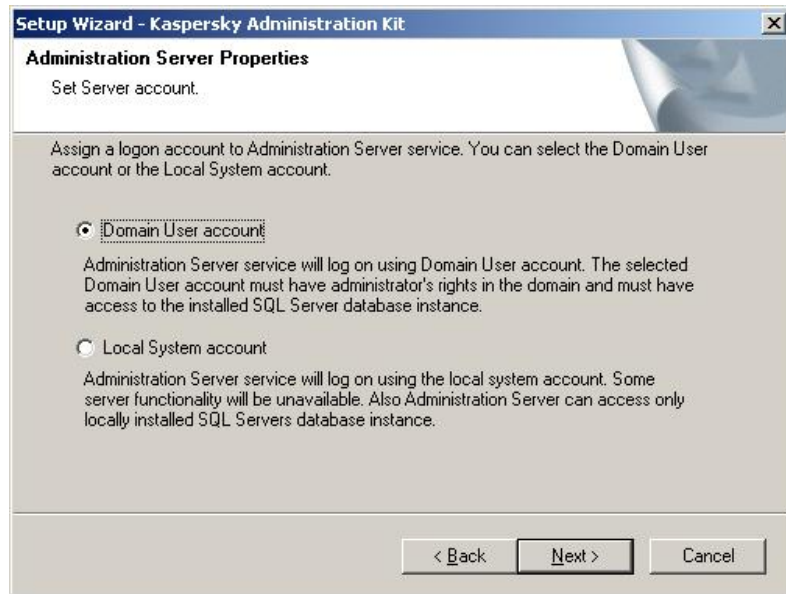 Setup Wizard - Kaspersky Administration Kit
Administration Server Properties
Set Server account.
Assign a logon account to Administration Server service. You can select the Domain User
account or the Local System account.
Domain User account
Administration Server service will log on using Domain User account. The selected
Domain User account must have administrator's rights in the domain and must have
access to the installed SQL Server database instance.
Local System account
Administration Server service will log on using the local system account. Some
server functionality will be unavailable. Also Administration Server can access only
locally installed SQL Servers database instance.
< Back Next > Cancel